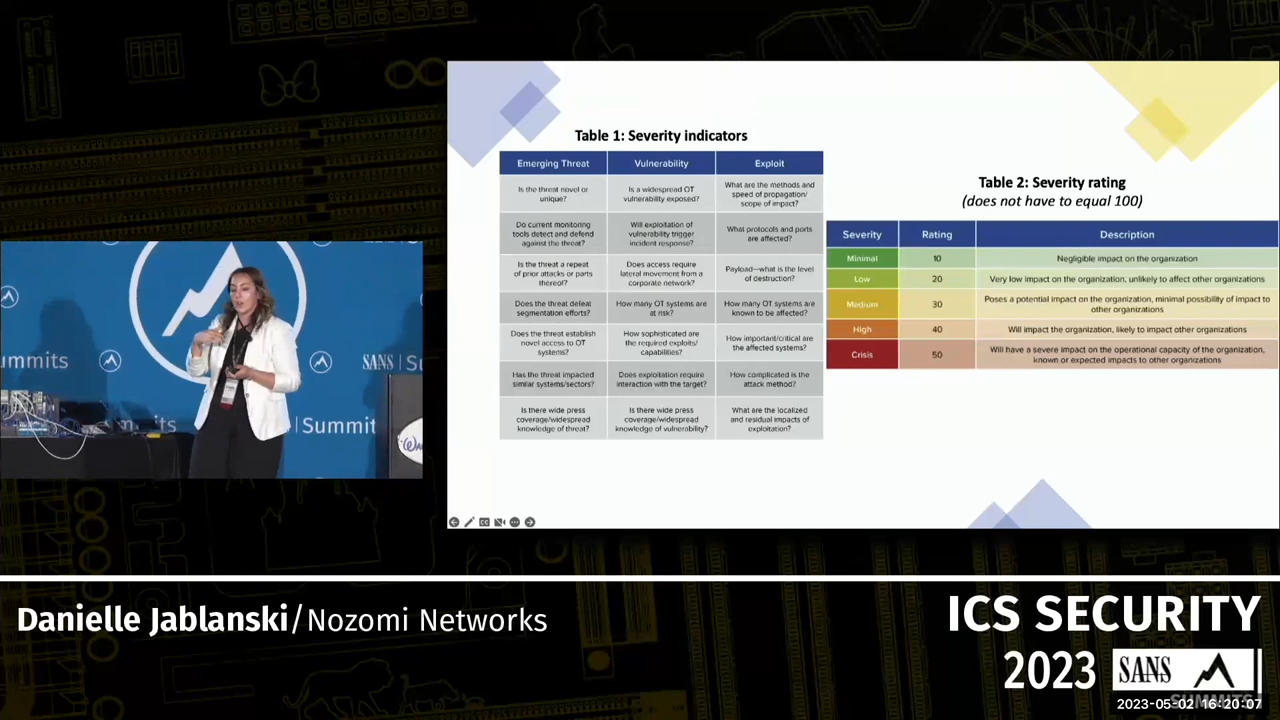 Table 1: Severity indicators
Emerging Threat
Vulnerability
Exploit
Is the threat novel or
unique?
Is a widespread OT
vulnerability exposed?
What are the methods and
speed of propagation/
scope of impact?
Do current monitoring
tools detect and defend
against the threat?
Will exploitation of
vulnerability trigger
incident response?
What protocols and ports
are affected?
Is the threat a repeat
of prior attacks or parts
thereof?
Does access require
lateral movement from a
corporate network?
Payload—what is the level
of destruction?
Does the threat defeat
segmentation efforts?
How many OT systems are
at risk?
How many OT systems are
known to be affected?
Does the threat establish
novel access to OT
systems?
How sophisticated are
the required exploits/
capabilities?
How important/critical are
the affected systems?
Has the threat impacted
similar systems/sectors?
Does exploitation require
interaction with the target?
How complicated is the
attack method?
Is there wide press
coverage/widespread
knowledge of threat?
Is there wide press
coverage/widespread
knowledge of vulnerability?
What are the localized
and residual impacts of
exploitation?
Table 2: Severity rating
(does not have to equal 100)
Severity
Rating
Description
Minimal
10
Negligible impact on the organization
Low
20
Very low impact on the organization, unlikely to affect other organizations
Medium
30
Poses a potential impact on the organization, minimal possibility of impact to
other organizations
High
40
Will impact the organization, likely to impact other organizations
Crisis
50
Will have a severe impact on the operational capacity of the organization,
known or expected impacts to other organizations
ummits
SANS
Summit
Danielle Jablanski/Nozomi Networks
ICS SECURITY
2023
SANS
SUMMITS
2023-05-02 16:20:07